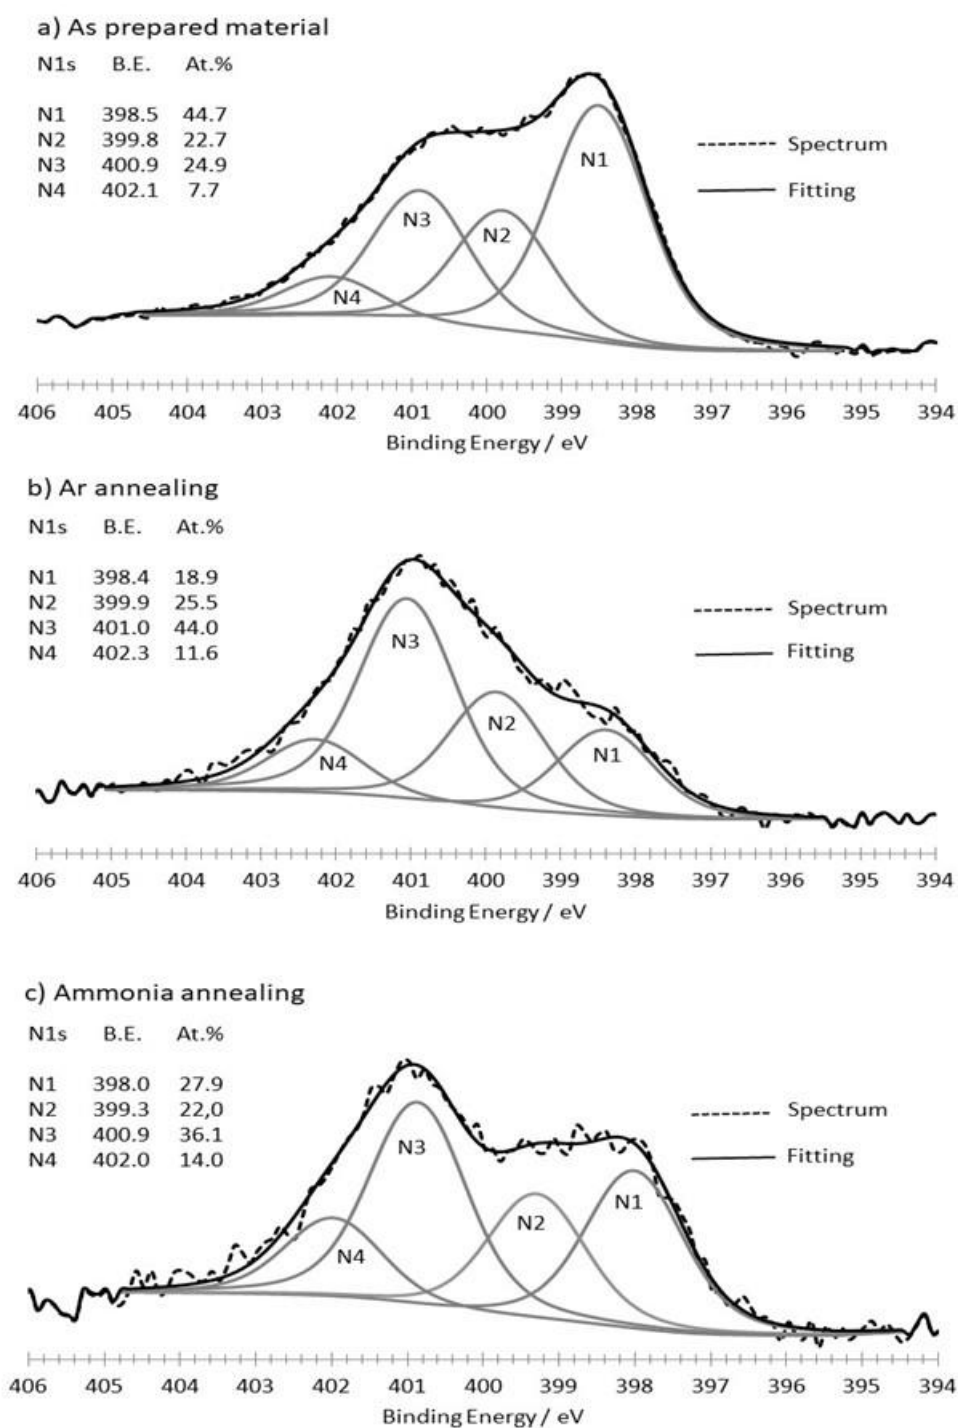 a) As prepared material
N1s B.E. At.%
N1 398.5 44.7
N2 399.8 22.7
N3 400.9 24.9
N4 402.1 7.7
Spectrum
Fitting
N1
N3
N2
N4
406 405 404 403 402 401 400 399 398 397 396 395 394
Binding Energy / eV
b) Ar annealing
N1s B.E. At.%
N1 398.4 18.9
N2 399.9 25.5
N3 401.0 44.0
N4 402.3 11.6
Spectrum
Fitting
N3
N2
N1
N4
406 405 404 403 402 401 400 399 398 397 396 395 394
Binding Energy / eV
c) Ammonia annealing
N1s B.E. At.%
N1 398.0 27.9
N2 399.3 22,0
N3 400.9 36.1
N4 402.0 14.0
Spectrum
Fitting
N3
N1
N2
N4
406 405 404 403 402 401 400 399 398 397 396 395 394
Binding Energy / eV